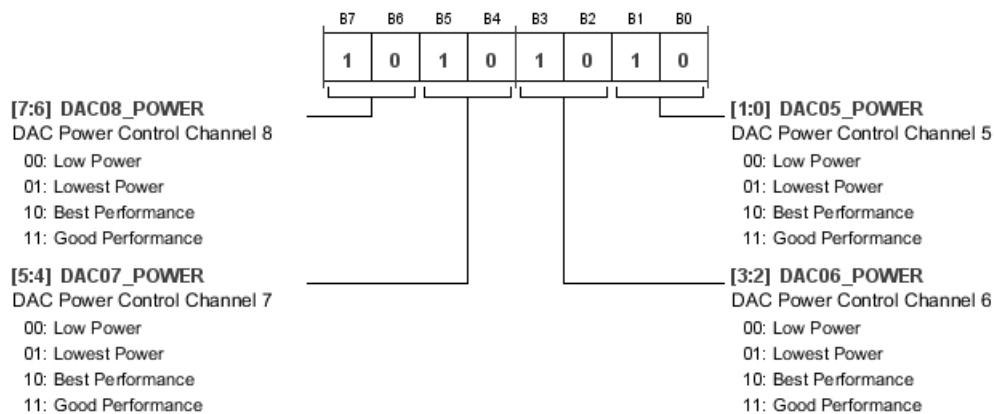 B7 B6 B5 B4 B3 B2 B1 B0
1 0 1 0 1 0 1 0
[7:6] DAC08_POWER
DAC Power Control Channel 8
00: Low Power
01: Lowest Power
10: Best Performance
11: Good Performance
[5:4] DAC07_POWER
DAC Power Control Channel 7
00: Low Power
01: Lowest Power
10: Best Performance
11: Good Performance
[1:0] DAC05_POWER
DAC Power Control Channel 5
00: Low Power
01: Lowest Power
10: Best Performance
11: Good Performance
[3:2] DAC06_POWER
DAC Power Control Channel 6
00: Low Power
01: Lowest Power
10: Best Performance
11: Good Performance